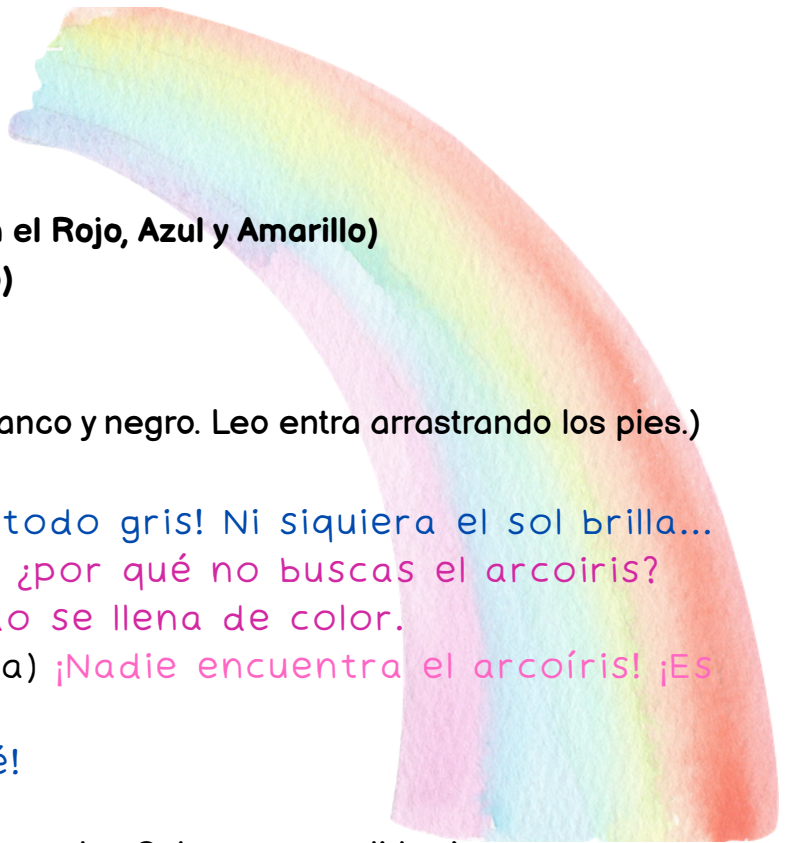 el Rojo, Azul y Amarillo)
)
y negro. Leo entra arrastrando los pies.)
todo gris! Ni siquiera el sol brilla...
¿por qué no buscas el arcoiris?
se llena de color.
a) ¡Nadie encuentra el arcoíris! ¡Es
é!